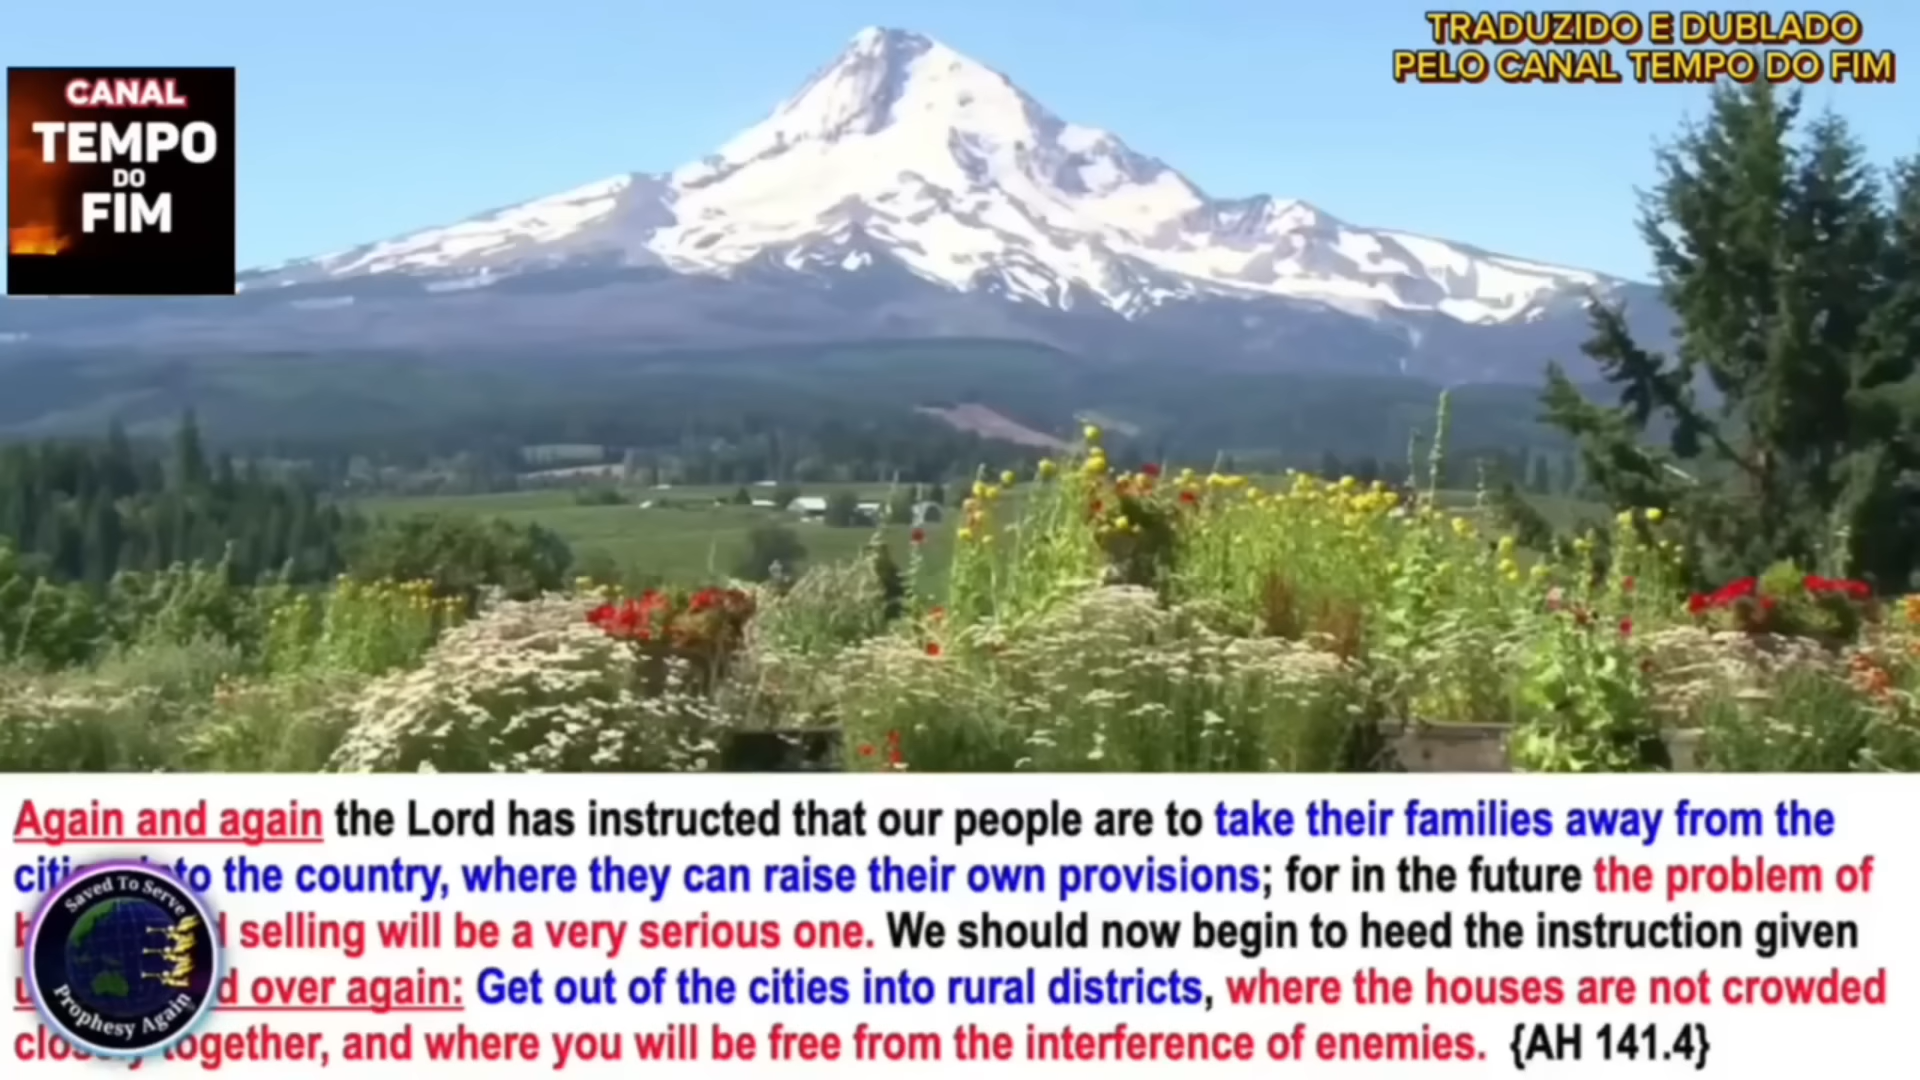 TRADUZIDO E DUBLADO
PELO CANAL TEMPO DO FIM
CANAL
TEMPO
DO
FIM
Again and again the Lord has instructed that our people are to take their families away from the
the country, where they can raise their own provisions; for in the future the problem of
selling will be a very serious one. We should now begin to heed the instruction given
over again: Get out of the cities into rural districts, where the houses are not crowded
together, and where you will be free from the interference of enemies. {AH 141.4}
Saved To Serve
Prophesy Again